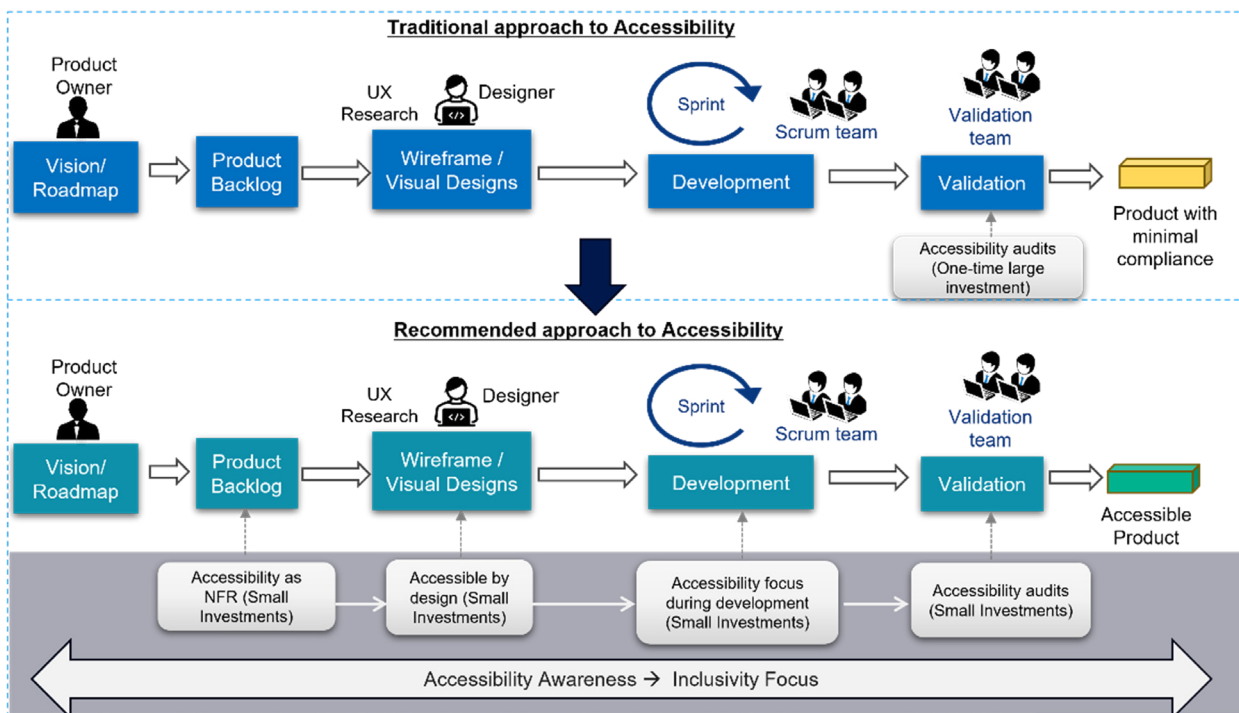 Traditional approach to Accessibility
Product
Owner
UX
Research
Designer
Sprint
Scrum team
Validation
team
Vision/
Roadmap
Product
Backlog
Wireframe /
Visual Designs
</>
Development
Validation
Product with
minimal
compliance
Accessibility audits
(One-time large
investment)
Recommended approach to Accessibility
Product
Owner
UX
Research
Designer
</>
Sprint
Scrum team
Validation
team
Vision/
Roadmap
Product
Backlog
Wireframe /
Visual Designs
Development
Validation
Accessible
Product
Accessibility as
NFR (Small
Investments)
Accessible by
design (Small
Investments)
Accessibility focus
during development
(Small Investments)
Accessibility audits
(Small Investments)
Accessibility Awareness → Inclusivity Focus